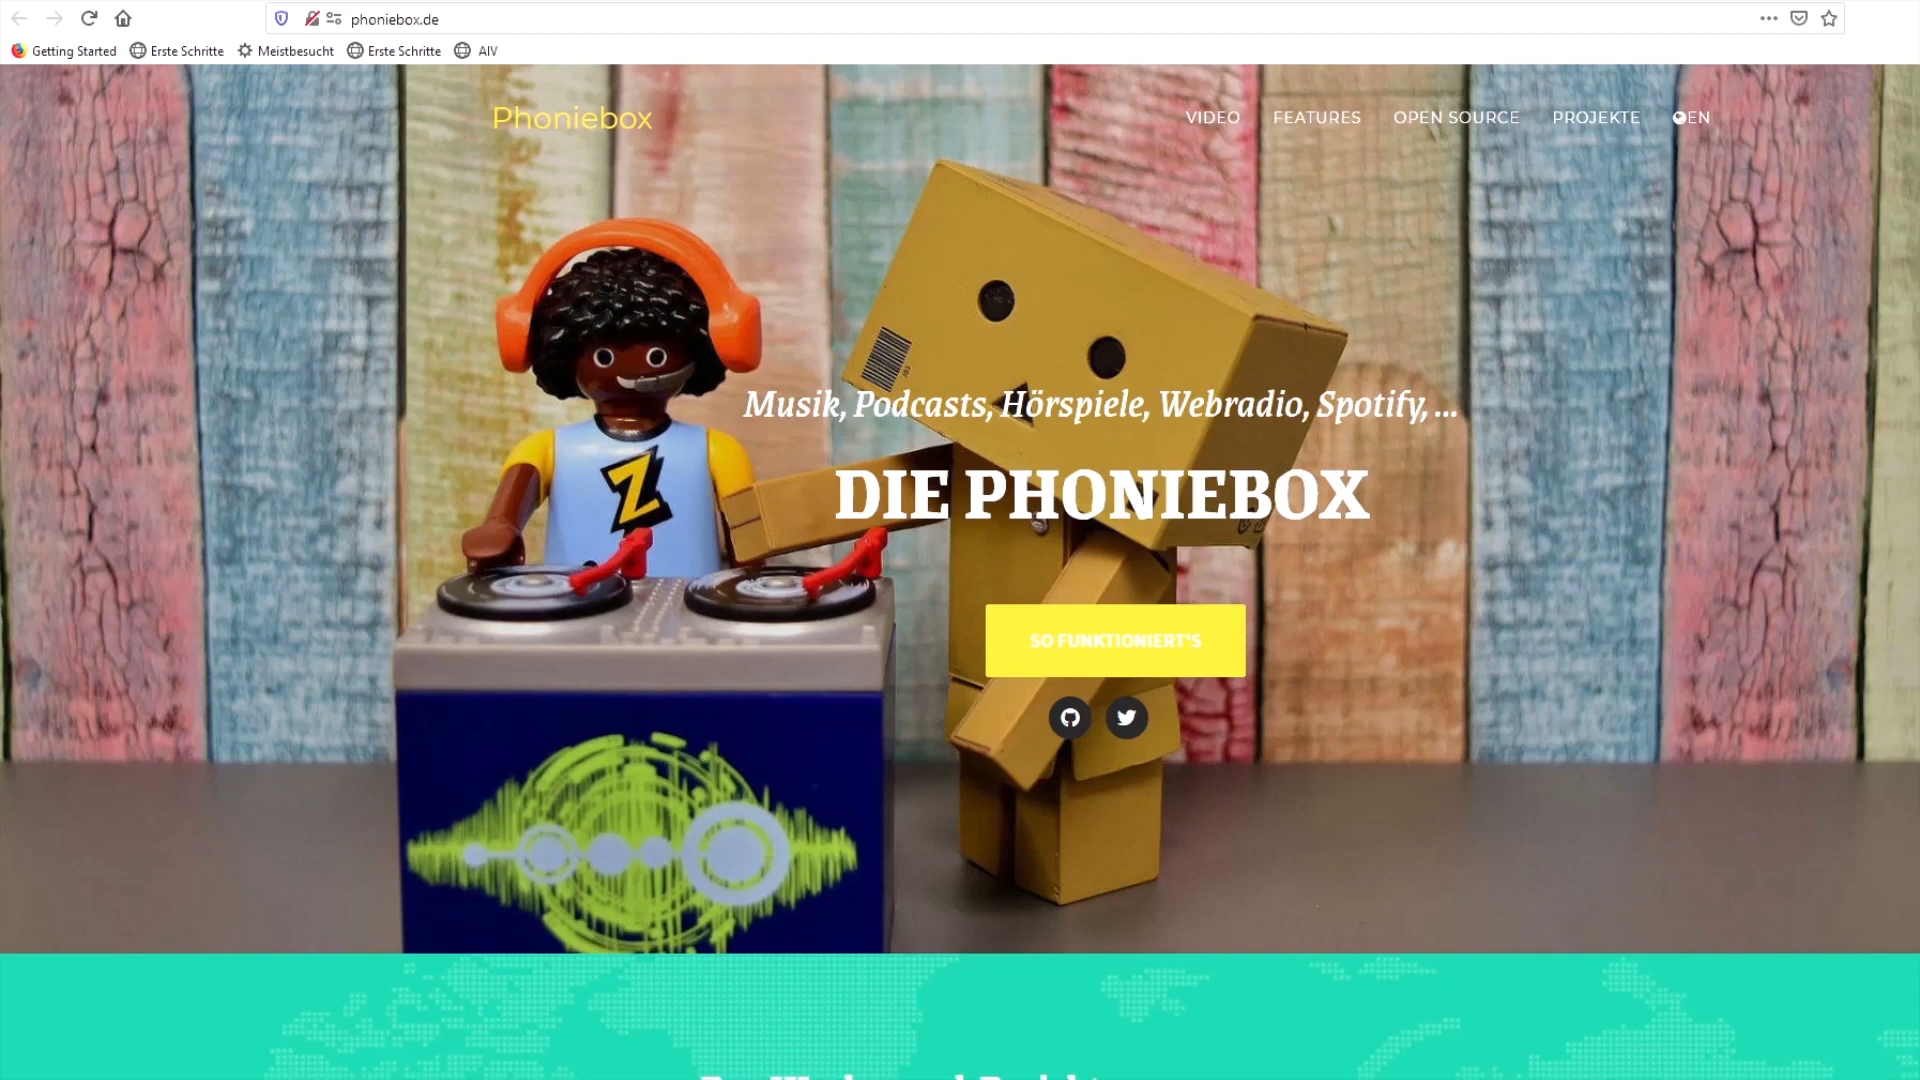 phoniebox.de
Getting Started Erste Schritte Meistbesucht Erste Schritte AIV
Phoniebox VIDEO FEATURES OPEN SOURCE PROJEKTE EN
Musik, Podcasts, Hörspiele, Webradio, Spotify, ...
DIE PHONIEBOX
Z
SO FUNKTIONIERT'S